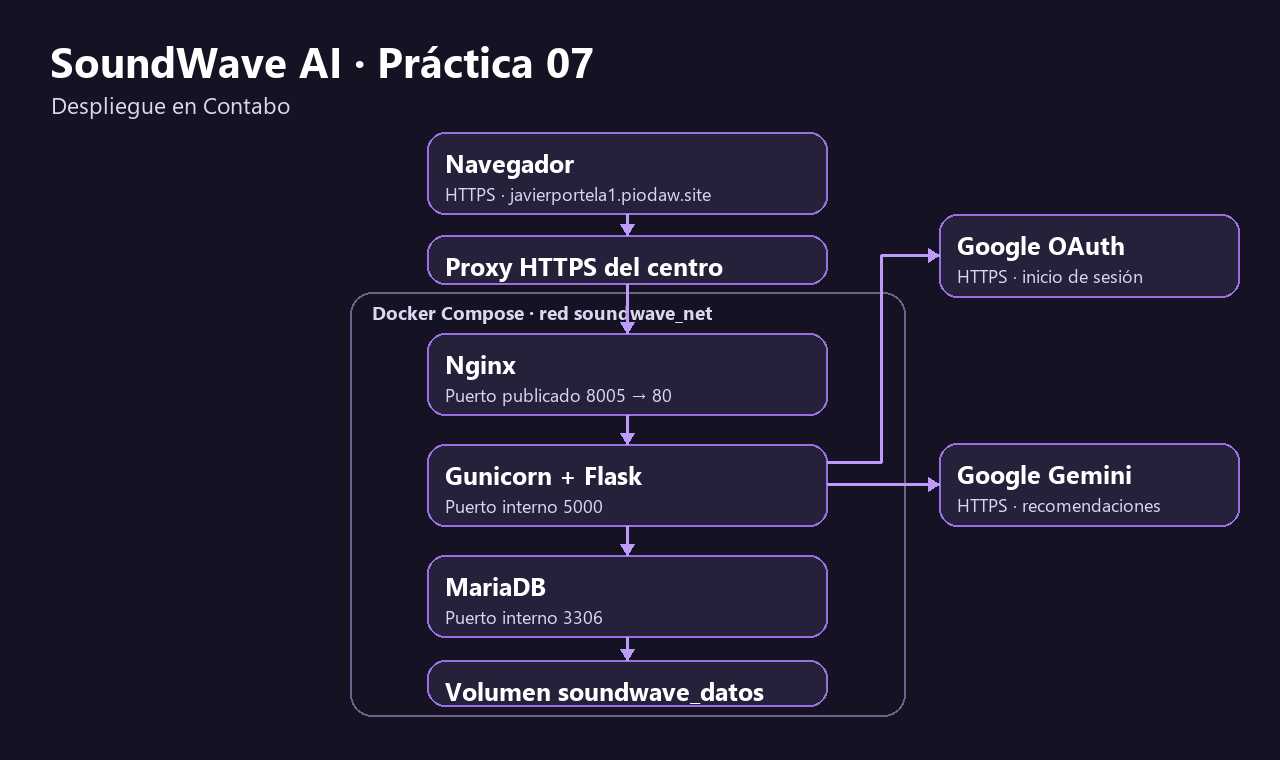 SoundWave AI · Práctica 07
Despliegue en Contabo
Navegador
HTTPS · javierportela1.piodaw.site
Proxy HTTPS del centro
Google OAuth
HTTPS · inicio de sesión
Docker Compose · red soundwave_net
Nginx
Puerto publicado 8005 → 80
Gunicorn + Flask
Puerto interno 5000
Google Gemini
HTTPS · recomendaciones
MariaDB
Puerto interno 3306
Volumen soundwave_datos